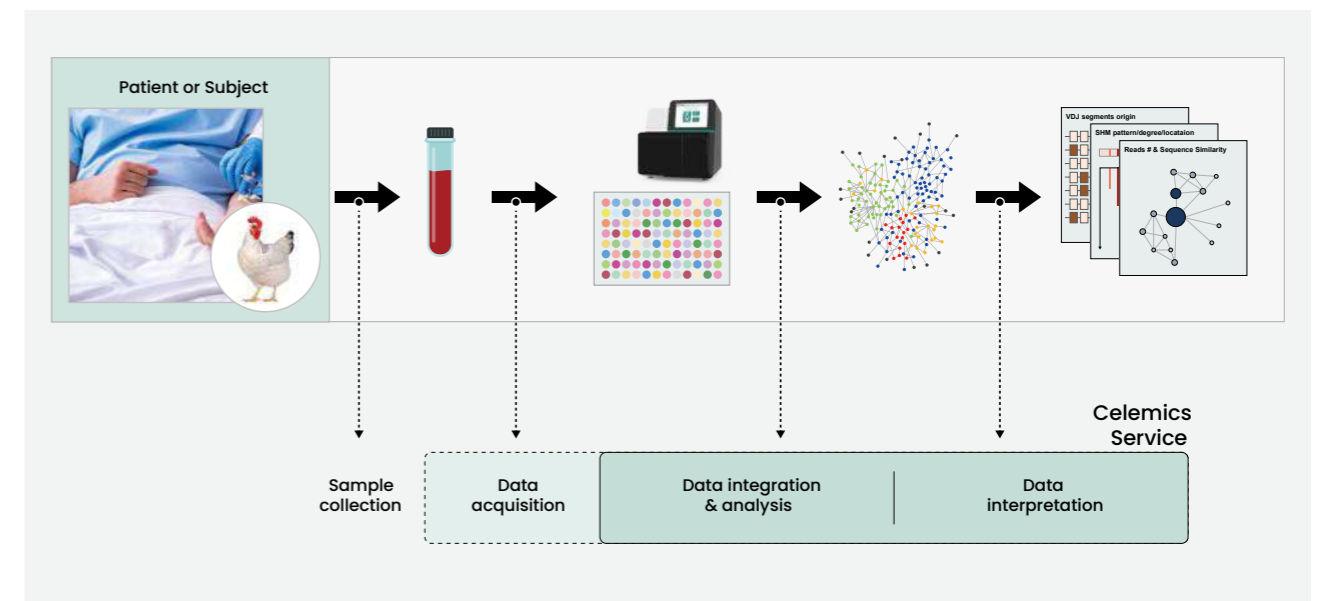 Patient or Subject
VDJ segments origin
SHM pattern/degree/locataion
Reads # & Sequence Similarity
Celemics
Service
Sample
collection
Data
acquisition
Data integration
& analysis
Data
interpretation